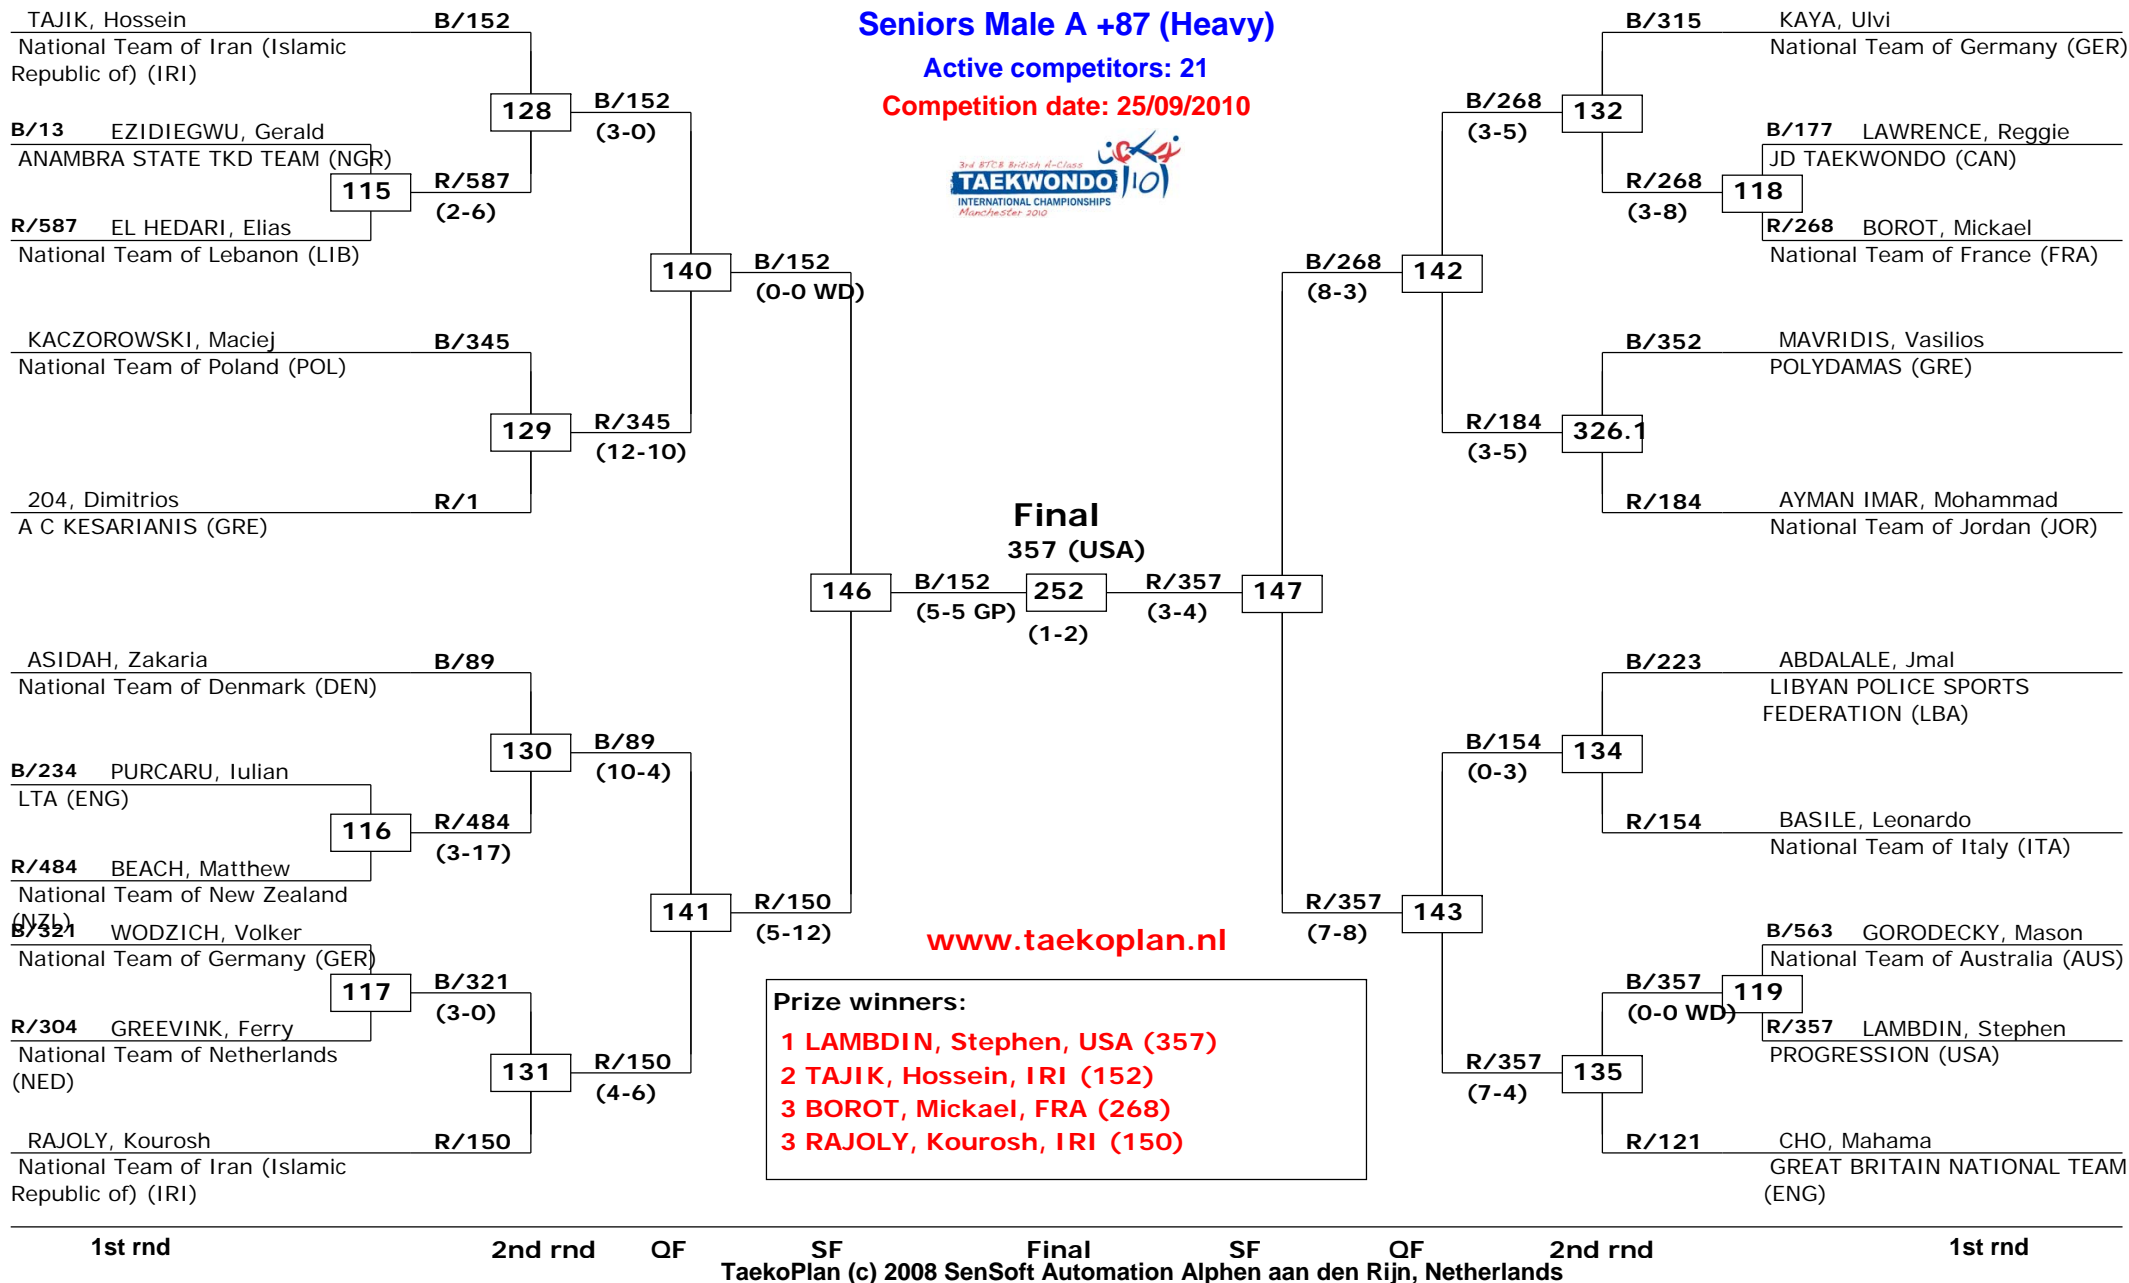 Seniors Male A +87 (Heavy)
Active competitors: 21
Competition date: 25/09/2010
3rd BTCB British A-Class
TAEKWONDO 10
INTERNATIONAL CHAMPIONSHIPS
Manchester 2010
TAJIK, Hossein
B/152
National Team of Iran (Islamic
Republic of) (IRI)
128
B/152
(3-0)
B/13 EZIDIEGWU, Gerald
ANAMBRA STATE TKD TEAM (NGR)
115
R/587
(2-6)
R/587 EL HEDARI, Elias
National Team of Lebanon (LIB)
140
B/152
(0-0 WD)
KACZOROWSKI, Maciej
B/345
National Team of Poland (POL)
129
R/345
(12-10)
204, Dimitrios
R/1
A C KESARIANIS (GRE)
146
B/152
(5-5 GP)
ASIDAH, Zakaria
B/89
National Team of Denmark (DEN)
130
B/89
(10-4)
B/234 PURCARU, Iulian
LTA (ENG)
116
R/484
(3-17)
R/484 BEACH, Matthew
National Team of New Zealand
(NZL)
141
R/150
(5-12)
B/321 WODZICH, Volker
National Team of Germany (GER)
117
B/321
(3-0)
R/304 GREEVINK, Ferry
National Team of Netherlands
(NED)
131
R/150
(4-6)
RAJOLY, Kourosh
R/150
National Team of Iran (Islamic
Republic of) (IRI)
Final
357 (USA)
252
(1-2)
B/315
KAYA, Ulvi
National Team of Germany (GER)
B/268
(3-5)
132
B/177 LAWRENCE, Reggie
JD TAEKWONDO (CAN)
R/268
(3-8)
118
R/268 BOROT, Mickael
National Team of France (FRA)
B/268
(8-3)
142
B/352
MAVRIDIS, Vasilios
POLYDAMAS (GRE)
R/184
(3-5)
326.1
R/184
AYMAN IMAR, Mohammad
National Team of Jordan (JOR)
R/357
(3-4)
147
B/223
ABDALALE, Jmal
LIBYAN POLICE SPORTS
FEDERATION (LBA)
B/154
(0-3)
134
R/154
BASILE, Leonardo
National Team of Italy (ITA)
R/357
(7-8)
143
B/563 GORODECKY, Mason
National Team of Australia (AUS)
B/357
(0-0 WD)
119
R/357 LAMBDIN, Stephen
PROGRESSION (USA)
R/357
(7-4)
135
R/121
CHO, Mahama
GREAT BRITAIN NATIONAL TEAM
(ENG)
www.taekoplan.nl
Prize winners:
1 LAMBDIN, Stephen, USA (357)
2 TAJIK, Hossein, IRI (152)
3 BOROT, Mickael, FRA (268)
3 RAJOLY, Kourosh, IRI (150)
1st rnd 2nd rnd QF SF Final SF QF 2nd rnd 1st rnd
TaekoPlan (c) 2008 SenSoft Automation Alphen aan den Rijn, Netherlands